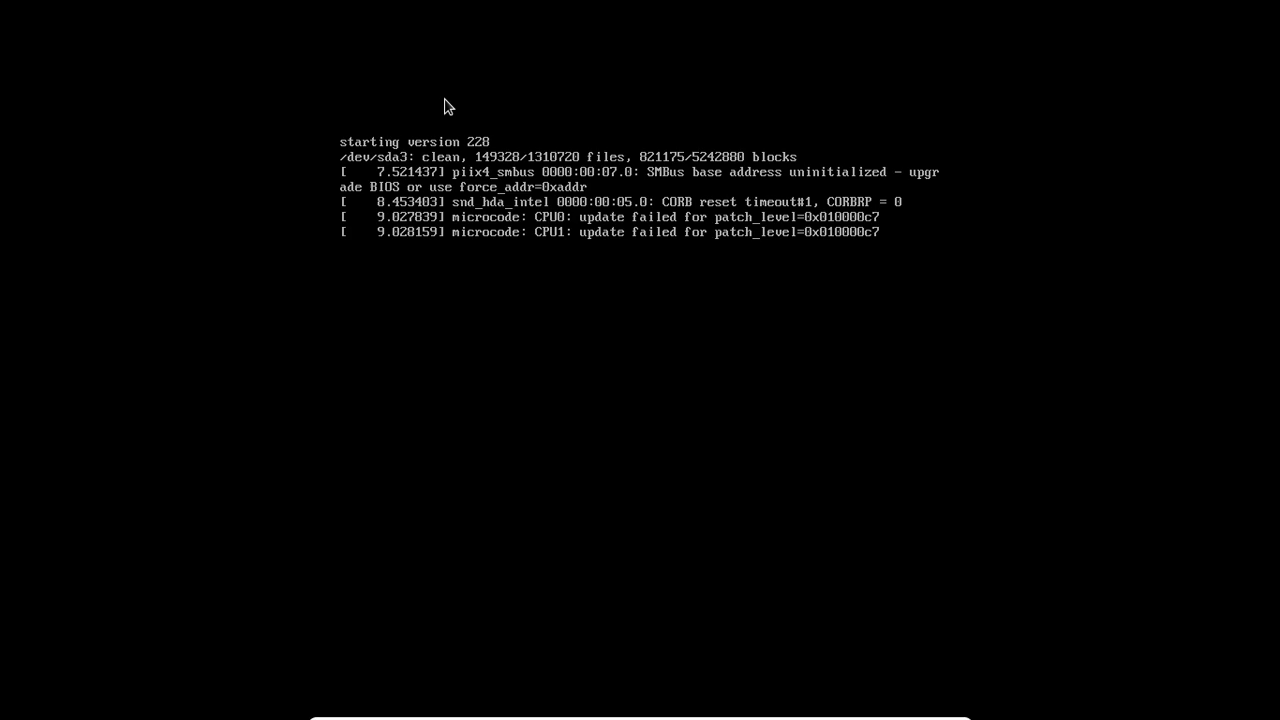 starting version 228
/dev/sda3: clean, 149328/1310720 files, 821175/5242880 blocks
[    7.521437] piix4_smbus 0000:00:07.0: SMBus base address uninitialized - upgr
ade BIOS or use force_addr=0xaddr
[    8.453403] snd_hda_intel 0000:00:05.0: CORB reset timeout#1, CORBRP = 0
[    9.027839] microcode: CPU0: update failed for patch_level=0x010000c7
[    9.028159] microcode: CPU1: update failed for patch_level=0x010000c7